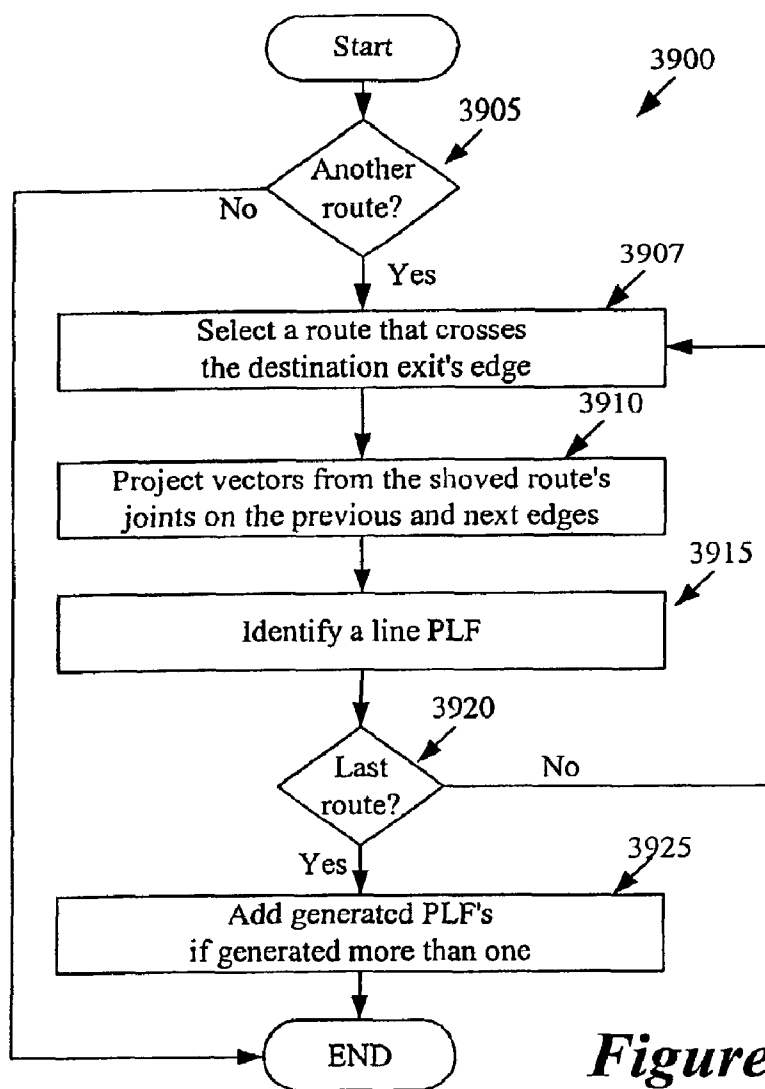 Start
3900
3905
Another
route?
No
Yes
3907
Select a route that crosses
the destination exit's edge
3910
Project vectors from the shoved route's
joints on the previous and next edges
3915
Identify a line PLF
3920
Last
route?
No
Yes
3925
Add generated PLF's
if generated more than one
END
Figure